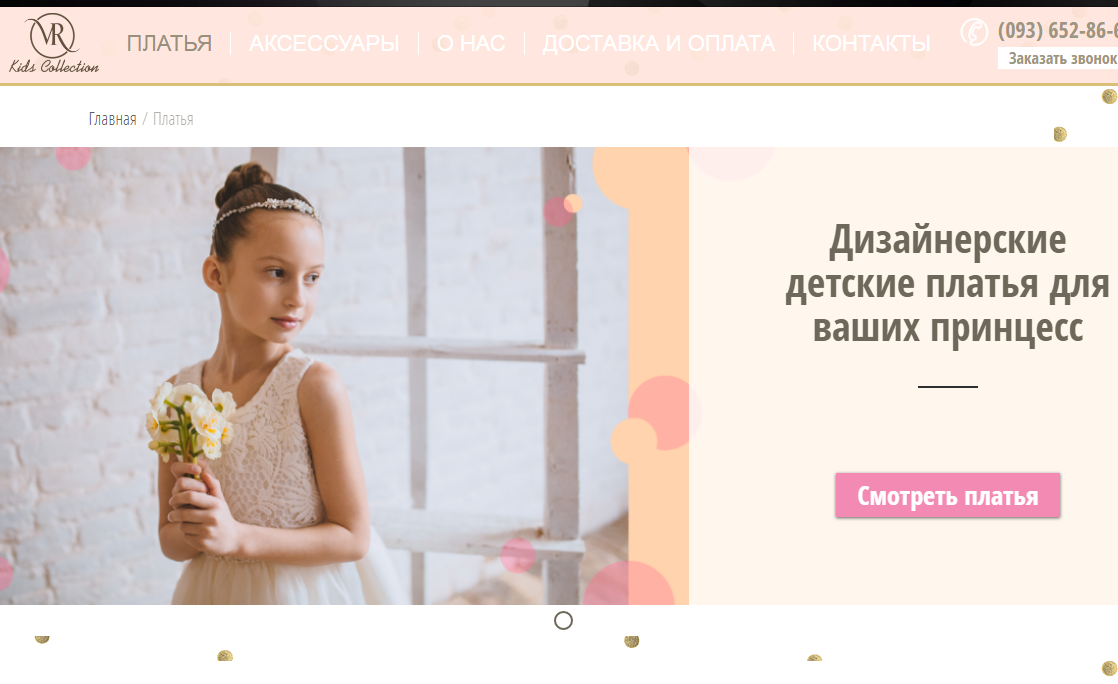 VR
Kids Collection
ПЛАТЬЯ
АКСЕССУАРЫ
О НАС
ДОСТАВКА И ОПЛАТА
КОНТАКТЫ
(093) 652-86-
Заказать звонок
Главная / Платья
Дизайнерские
детские платья для
ваших принцесс
Смотреть платья